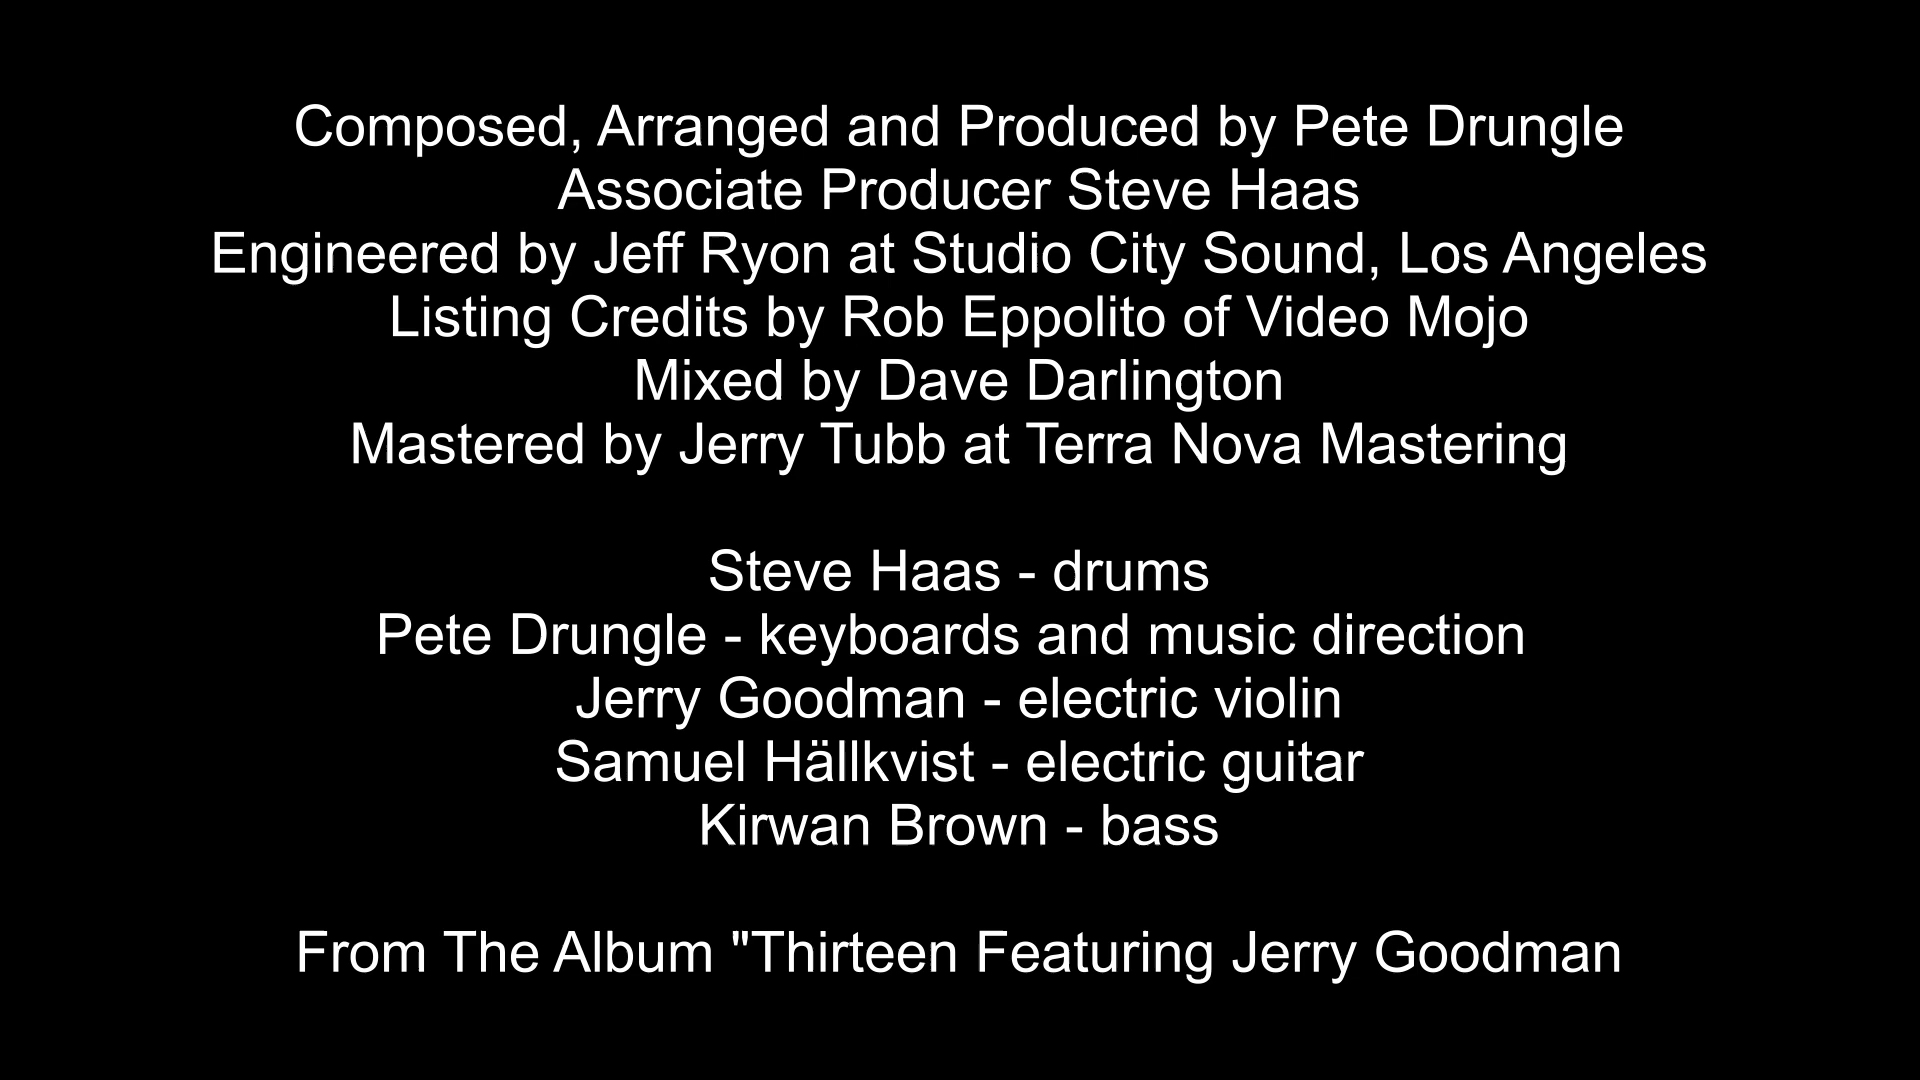 Composed, Arranged and Produced by Pete Drungle
Associate Producer Steve Haas
Engineered by Jeff Ryon at Studio City Sound, Los Angeles
Listing Credits by Rob Eppolito of Video Mojo
Mixed by Dave Darlington
Mastered by Jerry Tubb at Terra Nova Mastering
Steve Haas - drums
Pete Drungle - keyboards and music direction
Jerry Goodman - electric violin
Samuel Hällkvist - electric guitar
Kirwan Brown - bass
From The Album "Thirteen Featuring Jerry Goodman